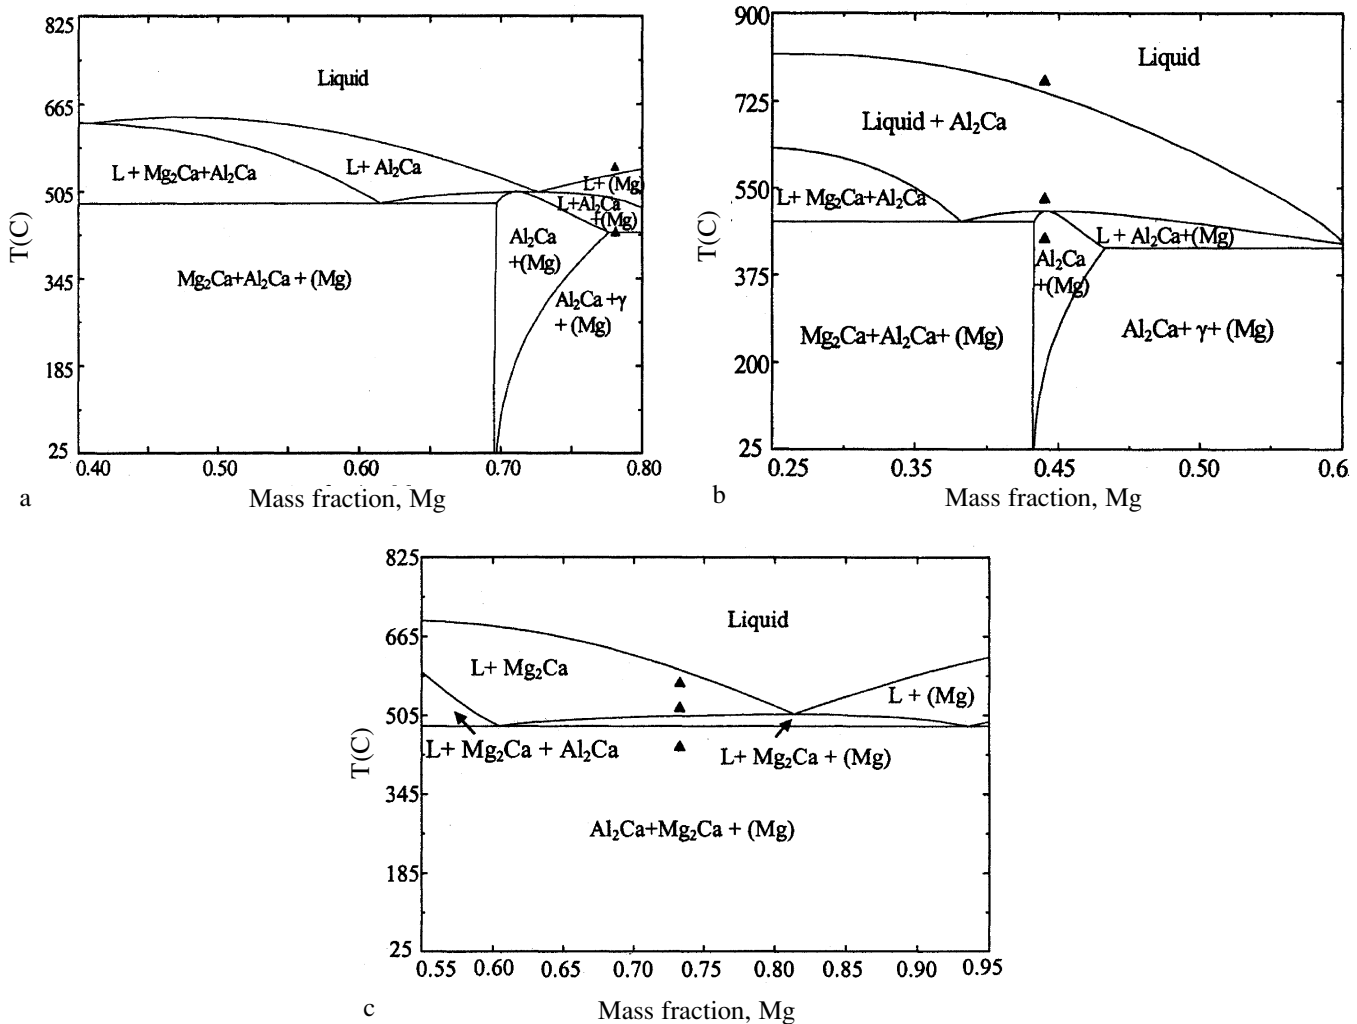 825
665
505
345
185
25
T(C)
Liquid
L + Mg₂Ca+Al₂Ca
L+ Al₂Ca
L+ (Mg)
L+Al₂Ca
+(Mg)
Al₂Ca
+(Mg)
Mg₂Ca+Al₂Ca + (Mg)
Al₂Ca +γ
+ (Mg)
0.40 0.50 0.60 0.70 0.80
a Mass fraction, Mg
900
725
550
375
200
25
T(C)
Liquid
Liquid + Al₂Ca
L+ Mg₂Ca+Al₂Ca
L + Al₂Ca+(Mg)
Al₂Ca
+(Mg)
Mg₂Ca+Al₂Ca+ (Mg)
Al₂Ca+ γ+ (Mg)
0.25 0.35 0.45 0.50 0.6
b Mass fraction, Mg
825
665
505
345
185
25
T(C)
Liquid
L+ Mg₂Ca
L + (Mg)
L+ Mg₂Ca + Al₂Ca
L+ Mg₂Ca + (Mg)
Al₂Ca+Mg₂Ca + (Mg)
0.55 0.60 0.65 0.70 0.75 0.80 0.85 0.90 0.95
c Mass fraction, Mg